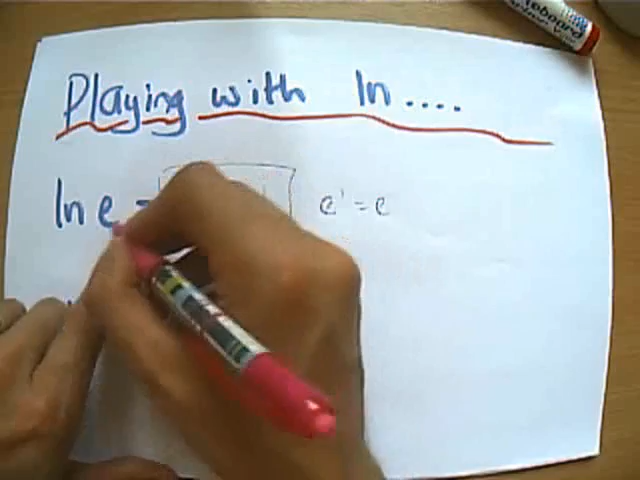 Playing with ln....
ln e = e¹ = e